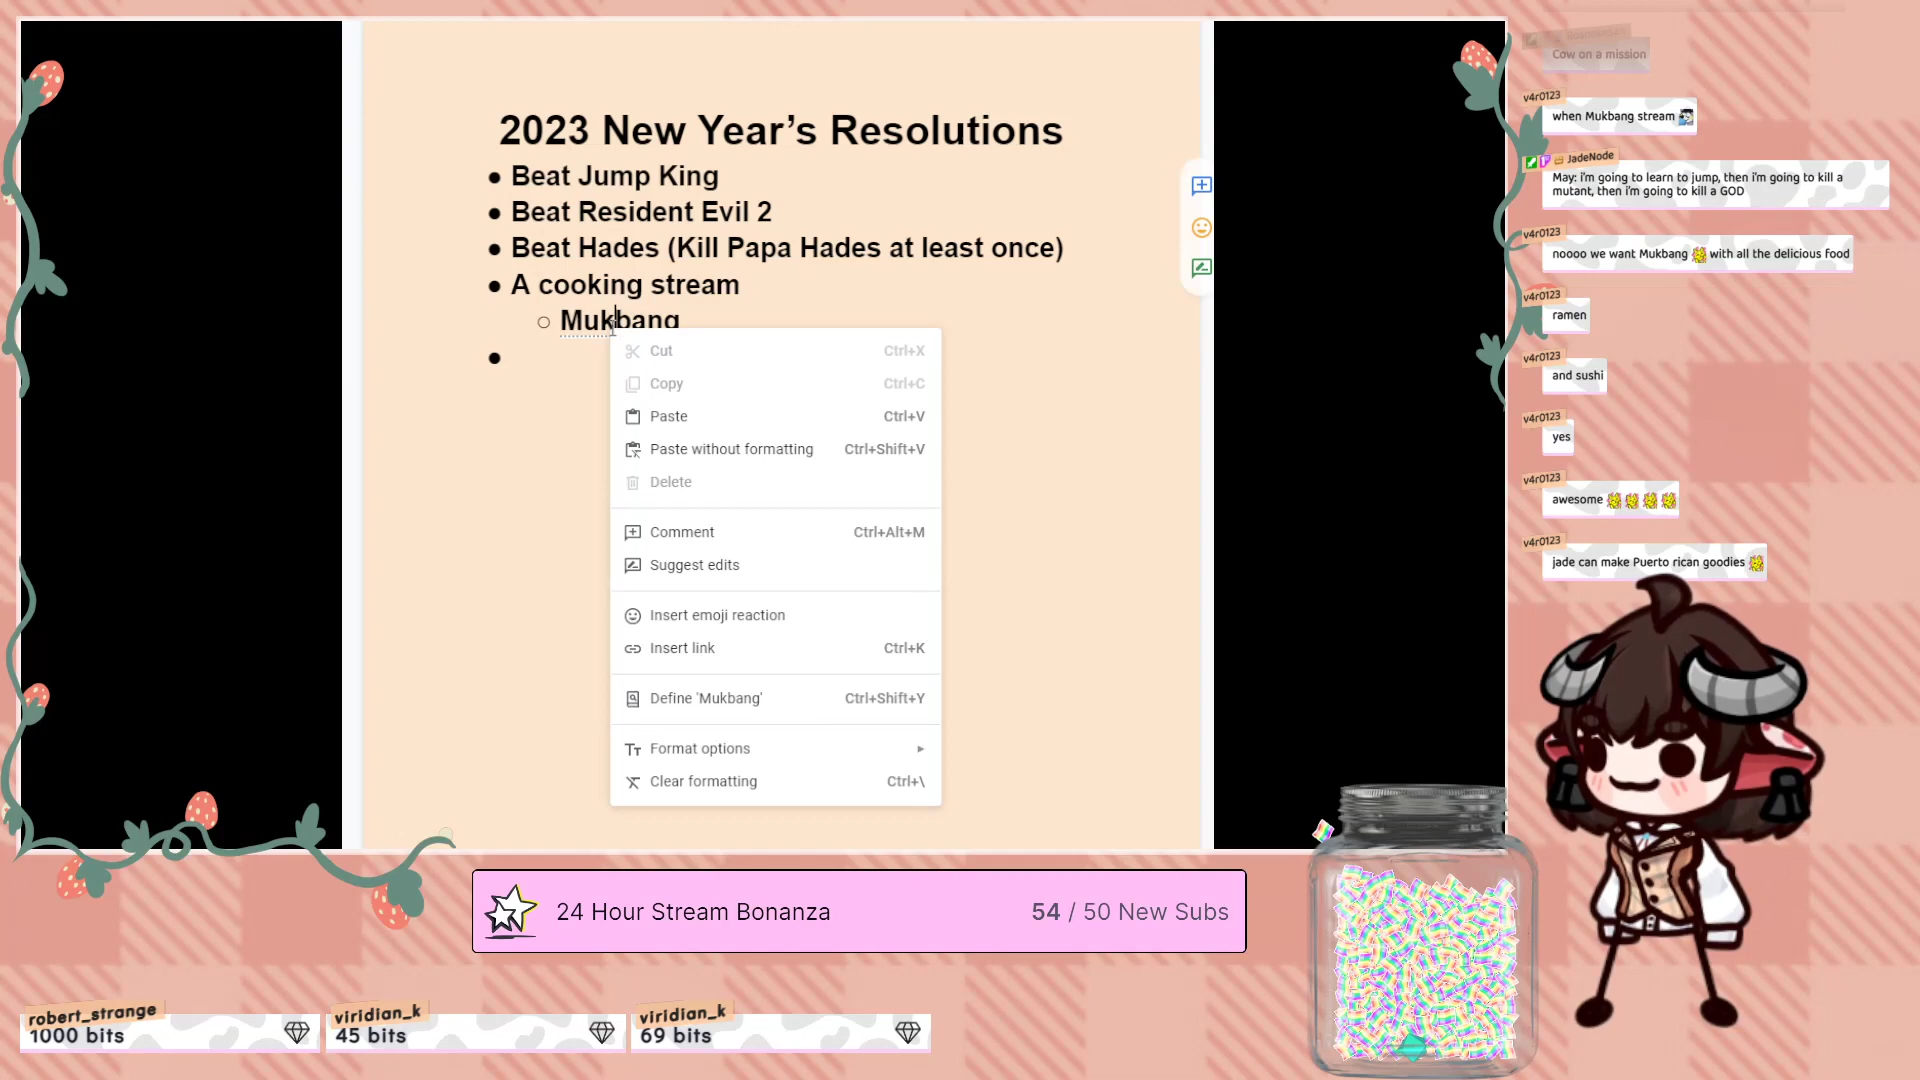 2023 New Year’s Resolutions
● Beat Jump King
● Beat Resident Evil 2
● Beat Hades (Kill Papa Hades at least once)
● A cooking stream
○ Mukbang
●
Cut Ctrl+X
Copy Ctrl+C
Paste Ctrl+V
Paste without formatting Ctrl+Shift+V
Delete
Comment Ctrl+Alt+M
Suggest edits
Insert emoji reaction
Insert link Ctrl+K
Define 'Mukbang' Ctrl+Shift+Y
Format options
Clear formatting Ctrl+\
Cow on a mission
v4r0123
when Mukbang stream
JadeNode
May: i'm going to learn to jump, then i'm going to kill a
mutant, then i'm going to kill a GOD
v4r0123
noooo we want Mukbang with all the delicious food
v4r0123
ramen
v4r0123
and sushi
v4r0123
yes
v4r0123
awesome
v4r0123
jade can make Puerto rican goodies
24 Hour Stream Bonanza 54 / 50 New Subs
robert_strange
1000 bits
viridian_k
45 bits
viridian_k
69 bits